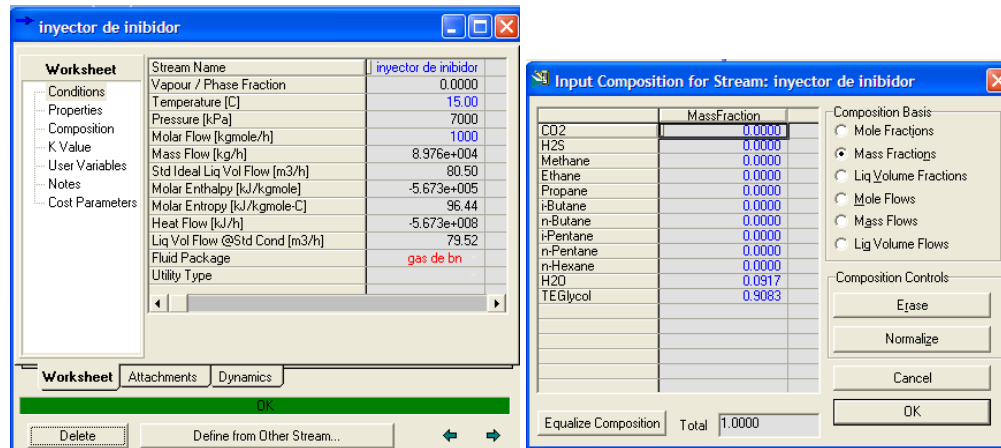 inyector de inibidor
Worksheet
Conditions
Properties
Composition
K Value
User Variables
Notes
Cost Parameters
Stream Name inyector de inibidor
Vapour / Phase Fraction 0.0000
Temperature [C] 15.00
Pressure [kPa] 7000
Molar Flow [kgmole/h] 1000
Mass Flow [kg/h] 8.976e+004
Std Ideal Liq Vol Flow [m3/h] 80.50
Molar Enthalpy [kJ/kgmole] -5.673e+005
Molar Entropy [kJ/kgmole-C] 96.44
Heat Flow [kJ/h] -5.673e+008
Liq Vol Flow @Std Cond [m3/h] 79.52
Fluid Package gas de bn
Utility Type
Worksheet Attachments Dynamics
OK
Delete Define from Other Stream...
Input Composition for Stream: inyector de inibidor
MassFraction
CO2 0.0000
H2S 0.0000
Methane 0.0000
Ethane 0.0000
Propane 0.0000
i-Butane 0.0000
n-Butane 0.0000
i-Pentane 0.0000
n-Pentane 0.0000
n-Hexane 0.0000
H2O 0.0917
TEGlycol 0.9083
Composition Basis
Mole Fractions
Mass Fractions
Liq Volume Fractions
Mole Flows
Mass Flows
Liq Volume Flows
Composition Controls
Erase
Normalize
Cancel
OK
Equalize Composition Total 1.0000